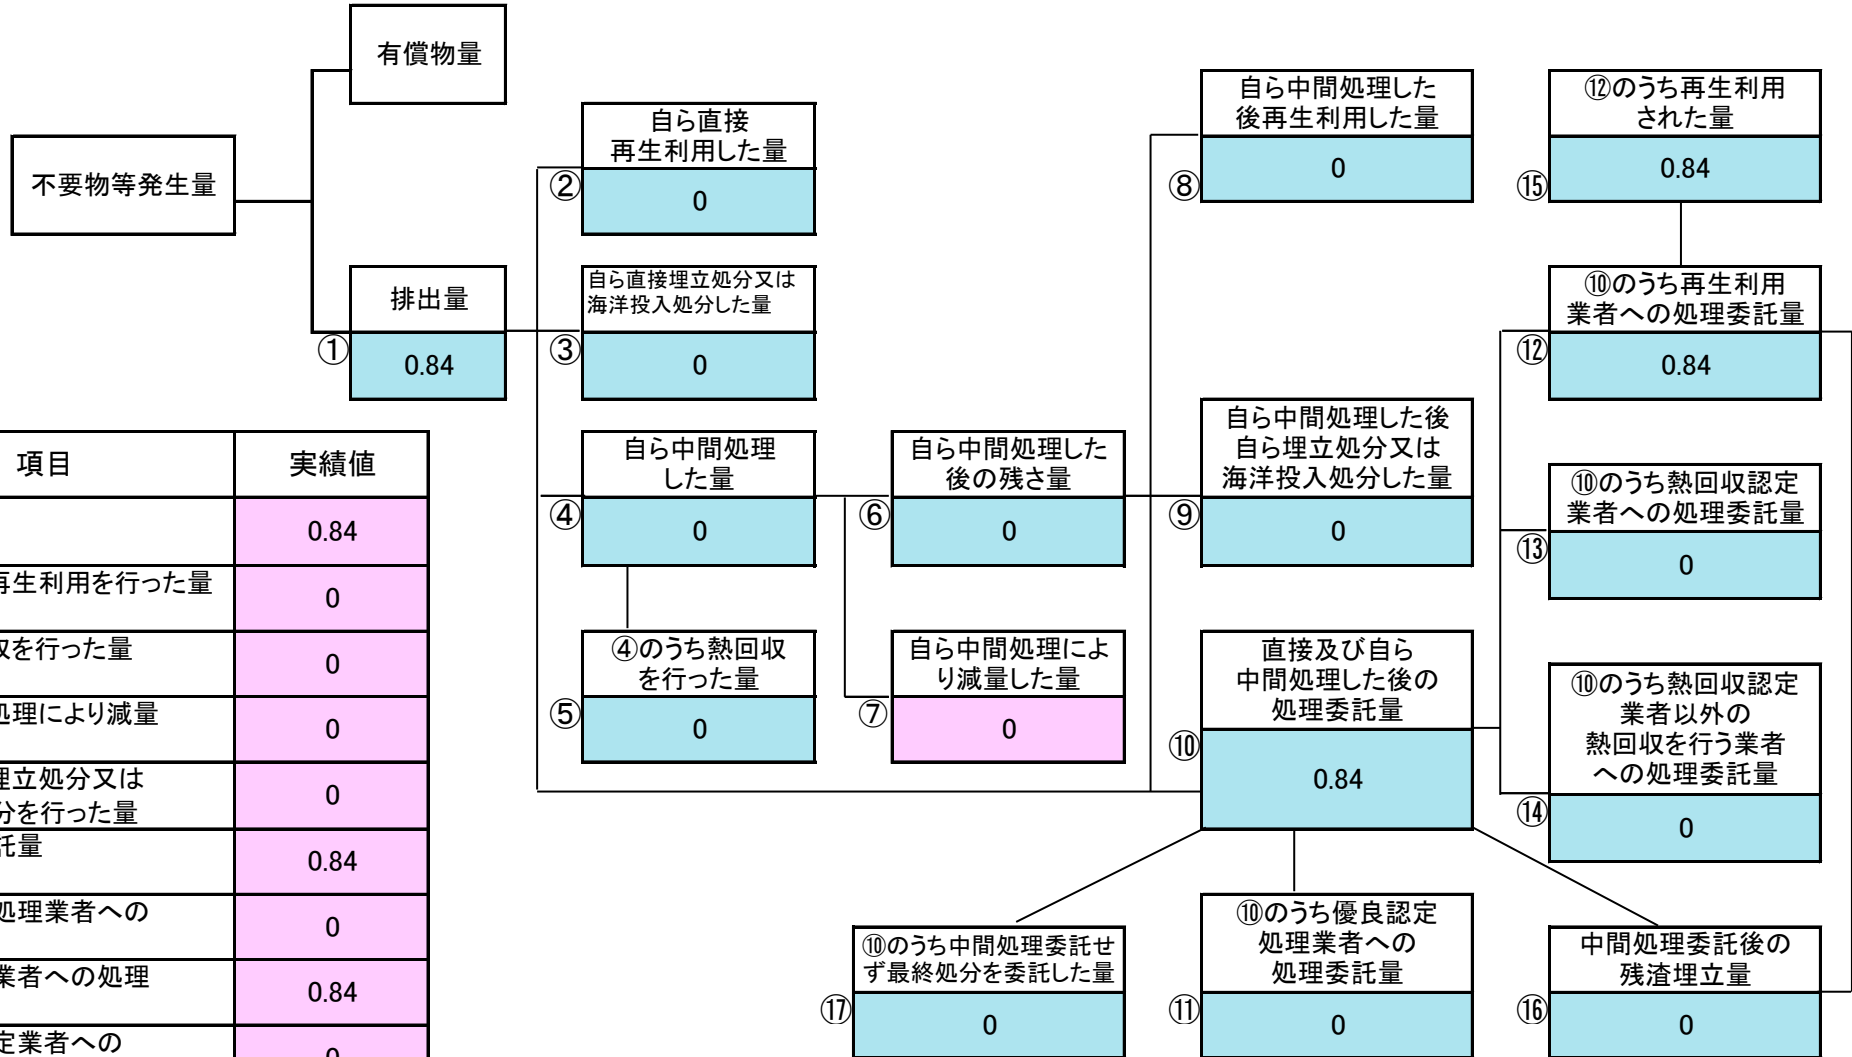 有償物量
不要物等発生量
排出量
①
0.84
自ら直接
再生利用した量
②
0
自ら直接埋立処分又は
海洋投入処分した量
③
0
自ら中間処理
した量
④
0
④のうち熱回収
を行った量
⑤
0
自ら中間処理した
後の残さ量
⑥
0
自ら中間処理によ
り減量した量
⑦
0
自ら中間処理した
後再生利用した量
⑧
0
自ら中間処理した後
自ら埋立処分又は
海洋投入処分した量
⑨
0
直接及び自ら
中間処理した後の
処理委託量
⑩
0.84
⑩のうち優良認定
処理業者への
処理委託量
⑪
0
⑫のうち再生利用
された量
⑮
0.84
⑩のうち再生利用
業者への処理委託量
⑫
0.84
⑩のうち熱回収認定
業者への処理委託量
⑬
0
⑩のうち熱回収認定
業者以外の
熱回収を行う業者
への処理委託量
⑭
0
中間処理委託後の
残渣埋立量
⑯
0
⑩のうち中間処理委託せ
ず最終処分を委託した量
⑰
0
項目
実績値
0.84
再生利用を行った量
0
収を行った量
0
処理により減量
0
埋立処分又は
分を行った量
0
託量
0.84
処理業者への
0
業者への処理
0.84
定業者への
0